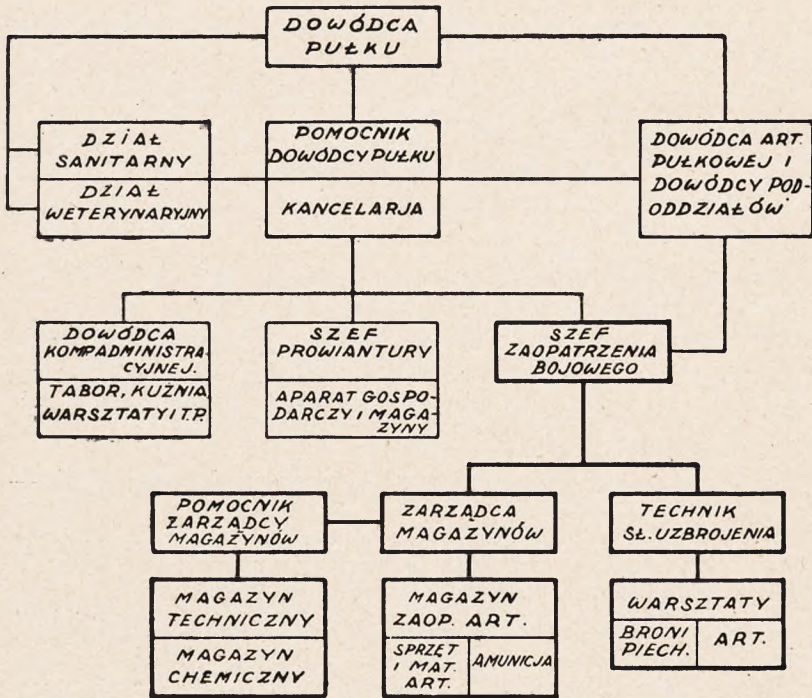 DOWÓDCA
PUŁKU
DZIAŁ
SANITARNY
DZIAŁ
WETERYNARYJNY
POMOCNIK
DOWÓDCY PUŁKU
KANCELARJA
DOWÓDCA ART.
PUŁKOWEJ I
DOWÓDCY POD-
ODDZIAŁÓW
DOWÓDCA
KOMP.ADMINISTRA-
CYJNEJ.
TABOR, KUŹNIA,
WARSZTATY I T.P.
SZEF
PROWIANTURY
APARAT GOSPO-
DARCZY I MAGA-
ZYNY
SZEF
ZAOPATRZENIA
BOJOWEGO
POMOCNIK
ZARZĄDCY
MAGAZYNÓW
ZARZĄDCA
MAGAZYNÓW
TECHNIK
SŁ. UZBROJENIA
MAGAZYN
TECHNICZNY
MAGAZYN
CHEMICZNY
MAGAZYN
ZAOP. ART.
SPRZĘT
I MAT.
ART.
AMUNICJA
WARSZTATY
BRONI
PIECH.
ART.